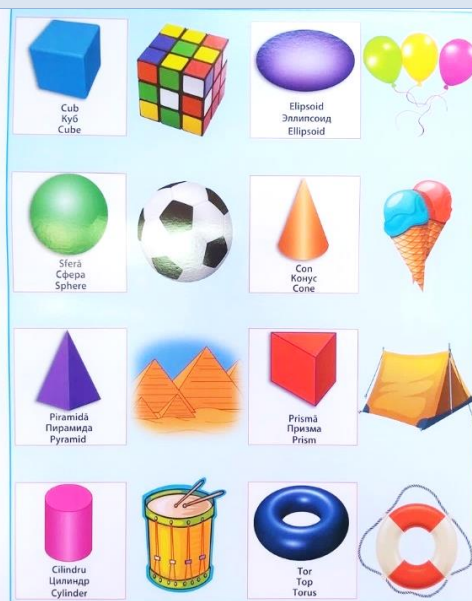 Cub
Куб
Cube
Elipsoid
Эллипсоид
Ellipsoid
Sferă
Сфера
Sphere
Con
Конус
Cone
Piramidă
Пирамида
Pyramid
Prismă
Призма
Prism
Cilindru
Цилиндр
Cylinder
Tor
Тор
Torus